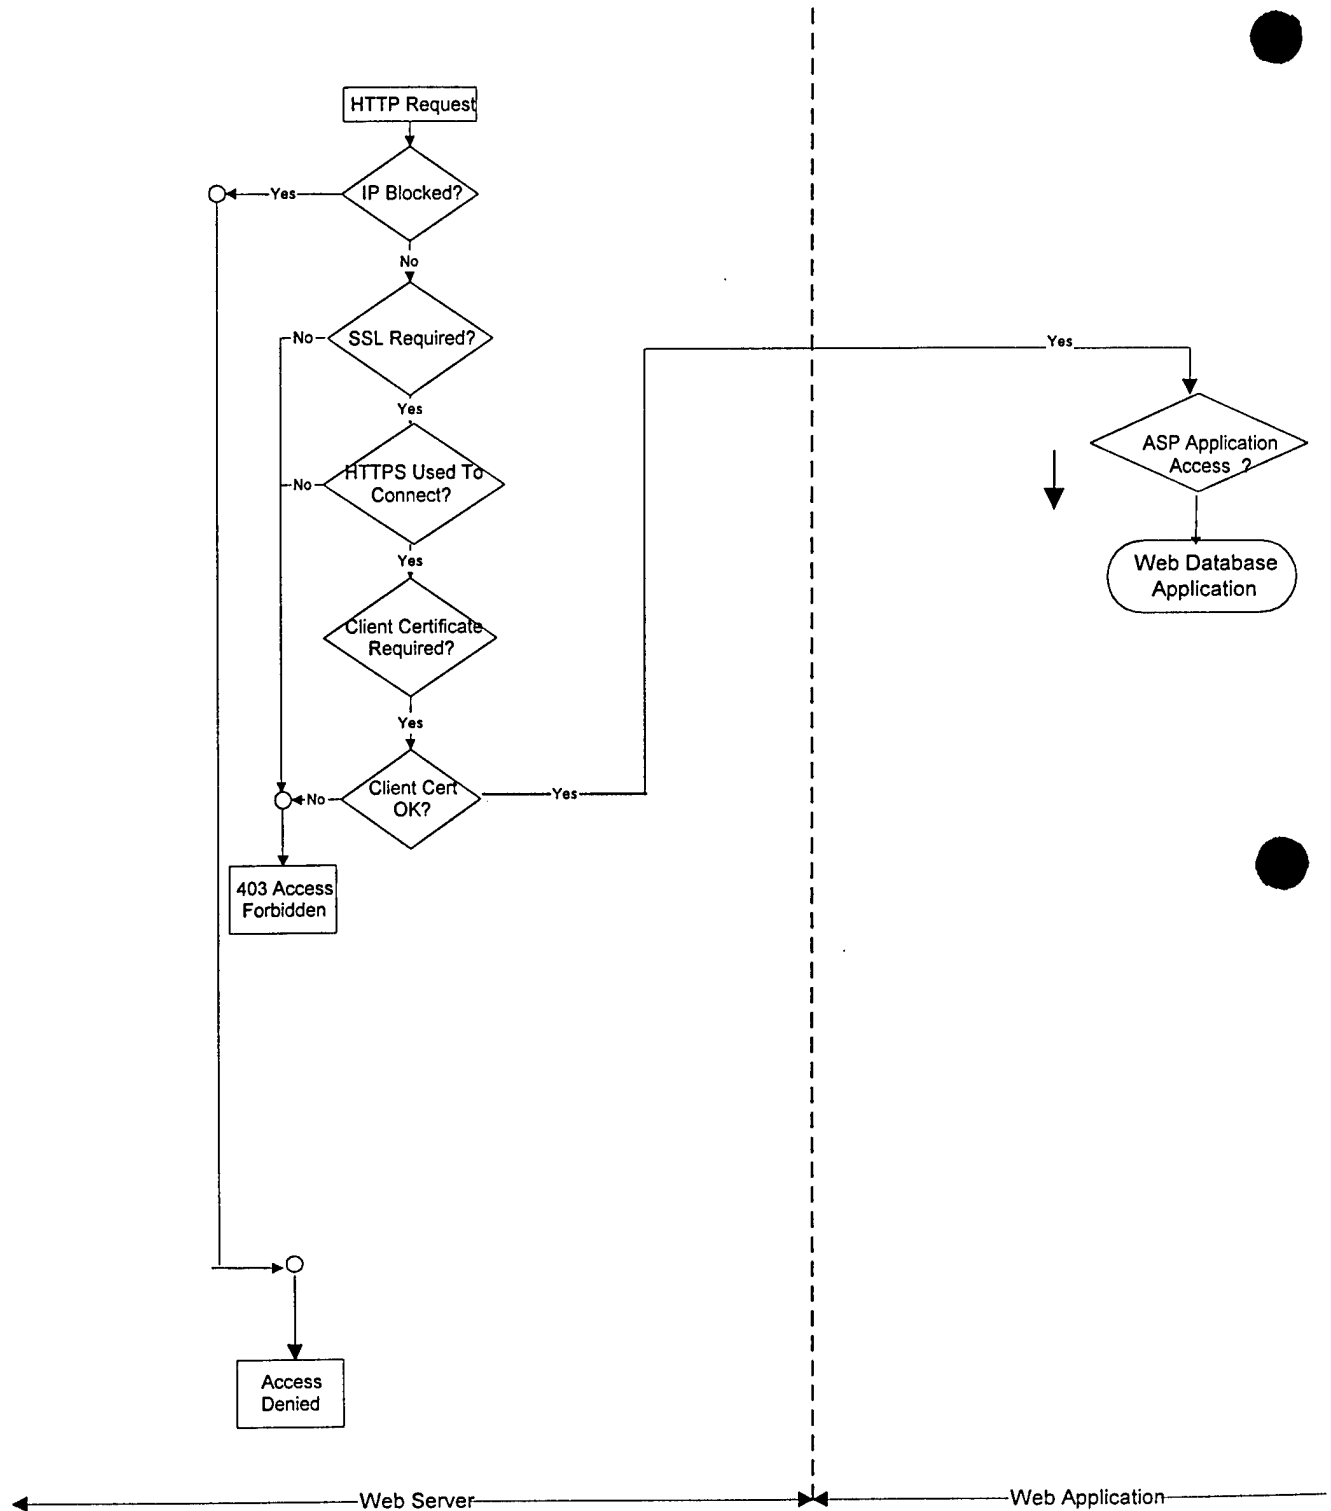 HTTP Request
IP Blocked?
Yes
No
SSL Required?
No
Yes
Yes
HTTPS Used To
Connect?
No
Yes
Client Certificate
Required?
Yes
Client Cert
OK?
No
Yes
403 Access
Forbidden
ASP Application
Access ?
Web Database
Application
Access
Denied
Web Server
Web Application